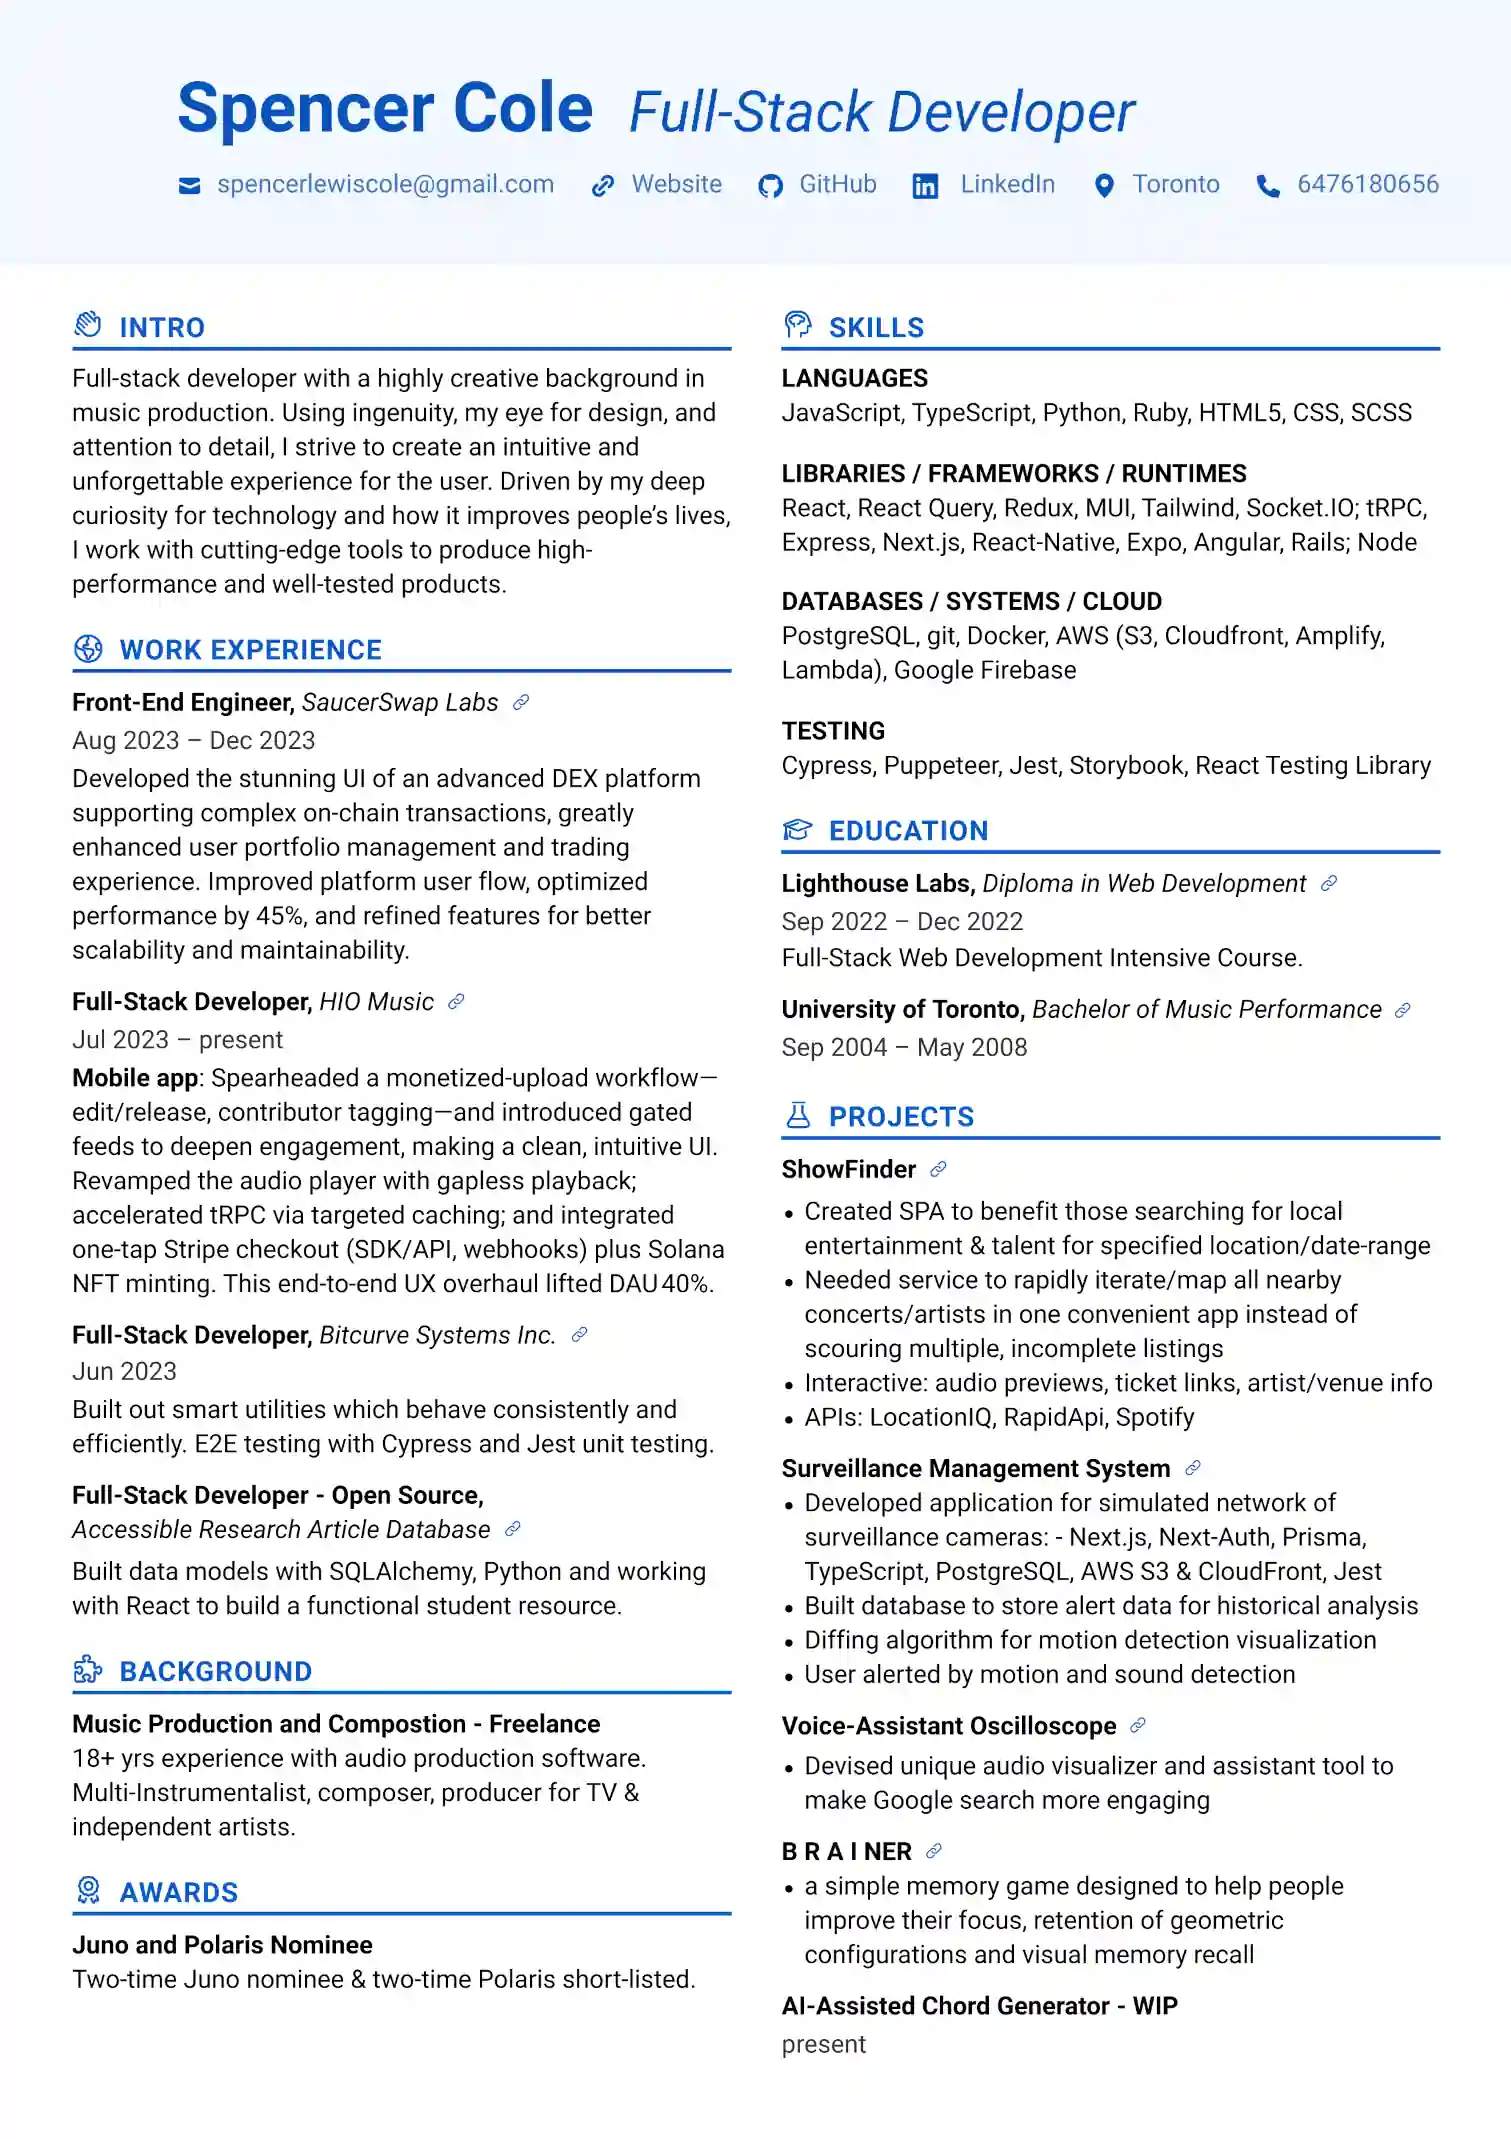 Spencer Cole Full-Stack Developer
spencerlewiscole@gmail.com Website GitHub LinkedIn Toronto 6476180656
INTRO
Full-stack developer with a highly creative background in
music production. Using ingenuity, my eye for design, and
attention to detail, I strive to create an intuitive and
unforgettable experience for the user. Driven by my deep
curiosity for technology and how it improves people’s lives,
I work with cutting-edge tools to produce high-
performance and well-tested products.
WORK EXPERIENCE
Front-End Engineer, SaucerSwap Labs
Aug 2023 – Dec 2023
Developed the stunning UI of an advanced DEX platform
supporting complex on-chain transactions, greatly
enhanced user portfolio management and trading
experience. Improved platform user flow, optimized
performance by 45%, and refined features for better
scalability and maintainability.
Full-Stack Developer, HIO Music
Jul 2023 – present
Mobile app: Spearheaded a monetized-upload workflow—
edit/release, contributor tagging—and introduced gated
feeds to deepen engagement, making a clean, intuitive UI.
Revamped the audio player with gapless playback;
accelerated tRPC via targeted caching; and integrated
one-tap Stripe checkout (SDK/API, webhooks) plus Solana
NFT minting. This end-to-end UX overhaul lifted DAU 40%.
Full-Stack Developer, Bitcurve Systems Inc.
Jun 2023
Built out smart utilities which behave consistently and
efficiently. E2E testing with Cypress and Jest unit testing.
Full-Stack Developer - Open Source,
Accessible Research Article Database
Built data models with SQLAlchemy, Python and working
with React to build a functional student resource.
BACKGROUND
Music Production and Compostion - Freelance
18+ yrs experience with audio production software.
Multi-Instrumentalist, composer, producer for TV &
independent artists.
AWARDS
Juno and Polaris Nominee
Two-time Juno nominee & two-time Polaris short-listed.
SKILLS
LANGUAGES
JavaScript, TypeScript, Python, Ruby, HTML5, CSS, SCSS
LIBRARIES / FRAMEWORKS / RUNTIMES
React, React Query, Redux, MUI, Tailwind, Socket.IO; tRPC,
Express, Next.js, React-Native, Expo, Angular, Rails; Node
DATABASES / SYSTEMS / CLOUD
PostgreSQL, git, Docker, AWS (S3, Cloudfront, Amplify,
Lambda), Google Firebase
TESTING
Cypress, Puppeteer, Jest, Storybook, React Testing Library
EDUCATION
Lighthouse Labs, Diploma in Web Development
Sep 2022 – Dec 2022
Full-Stack Web Development Intensive Course.
University of Toronto, Bachelor of Music Performance
Sep 2004 – May 2008
PROJECTS
ShowFinder
• Created SPA to benefit those searching for local
entertainment & talent for specified location/date-range
• Needed service to rapidly iterate/map all nearby
concerts/artists in one convenient app instead of
scouring multiple, incomplete listings
• Interactive: audio previews, ticket links, artist/venue info
• APIs: LocationIQ, RapidApi, Spotify
Surveillance Management System
• Developed application for simulated network of
surveillance cameras: - Next.js, Next-Auth, Prisma,
TypeScript, PostgreSQL, AWS S3 & CloudFront, Jest
• Built database to store alert data for historical analysis
• Diffing algorithm for motion detection visualization
• User alerted by motion and sound detection
Voice-Assistant Oscilloscope
• Devised unique audio visualizer and assistant tool to
make Google search more engaging
B R A I NER
• a simple memory game designed to help people
improve their focus, retention of geometric
configurations and visual memory recall
AI-Assisted Chord Generator - WIP
present